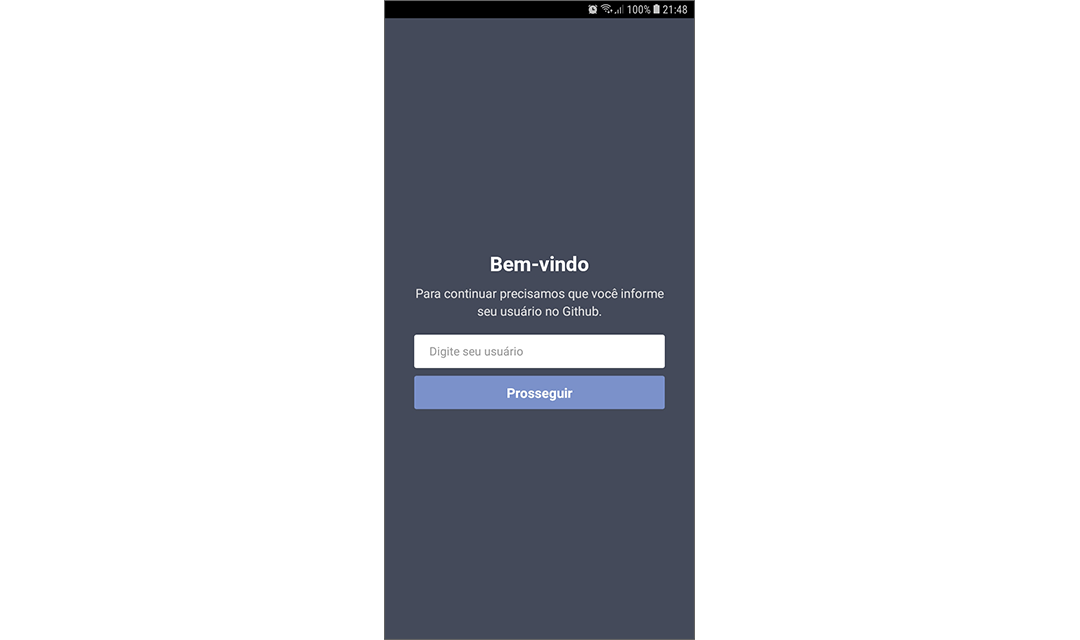 100% 21:48
Bem-vindo
Para continuar precisamos que você informe
seu usuário no Github.
Digite seu usuário
Prosseguir